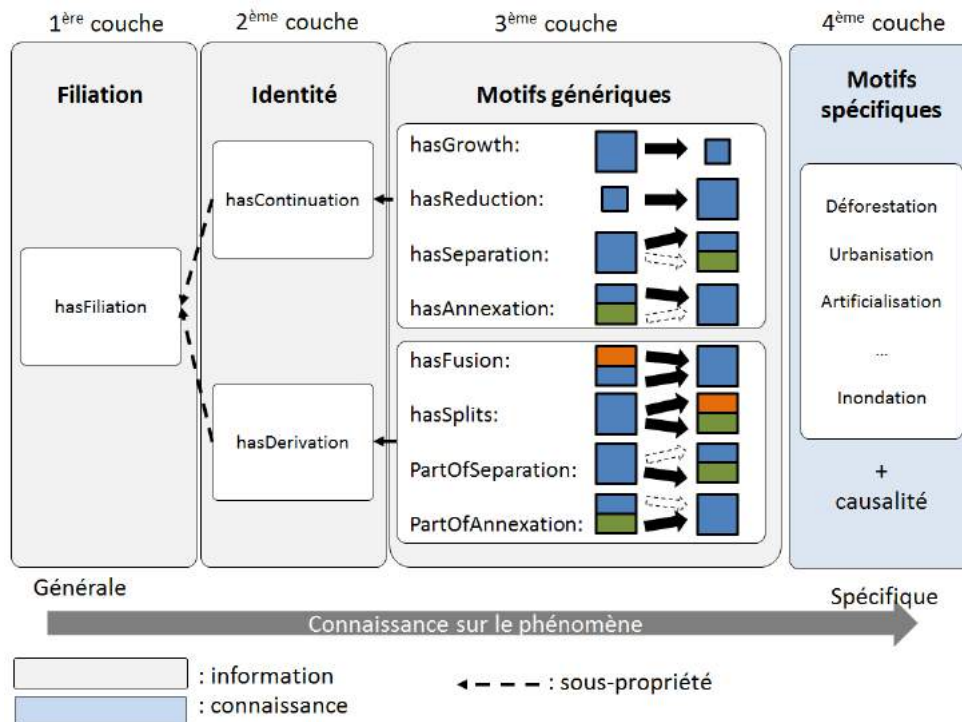 1ère couche
2ème couche
3ème couche
4ème couche
Filiation
Identité
Motifs génériques
Motifs
spécifiques
hasFiliation
hasContinuation
hasDerivation
hasGrowth:
hasReduction:
hasSeparation:
hasAnnexation:
hasFusion:
hasSplits:
PartOfSeparation:
PartOfAnnexation:
Déforestation
Urbanisation
Artificialisation
...
Inondation
+
causalité
Générale
Spécifique
Connaissance sur le phénomène
: information
: connaissance
: sous-propriété